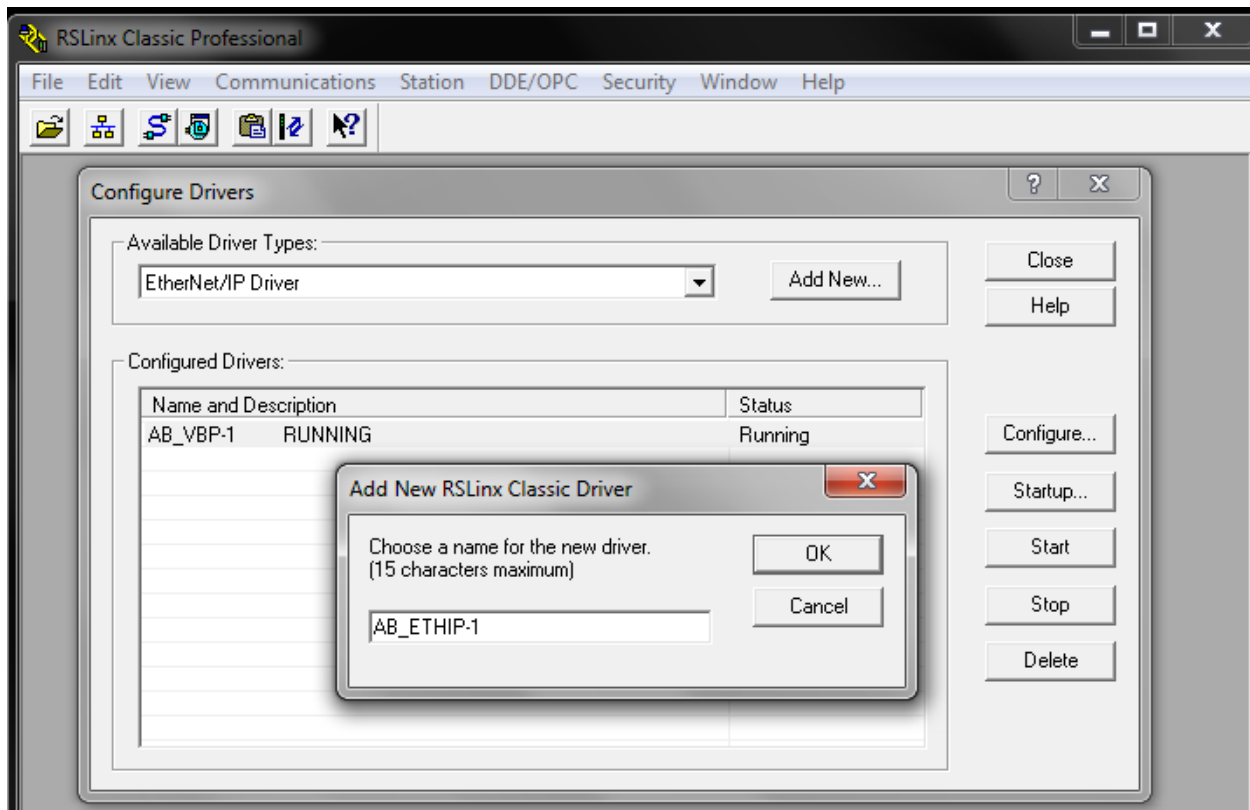 RSLinx Classic Professional
File Edit View Communications Station DDE/OPC Security Window Help
Configure Drivers
Available Driver Types:
EtherNet/IP Driver
Add New...
Close
Help
Configured Drivers:
Name and Description Status
AB_VBP-1 RUNNING Running
Configure...
Startup...
Start
Stop
Delete
Add New RSLinx Classic Driver
Choose a name for the new driver.
(15 characters maximum)
OK
Cancel
AB_ETHIP-1